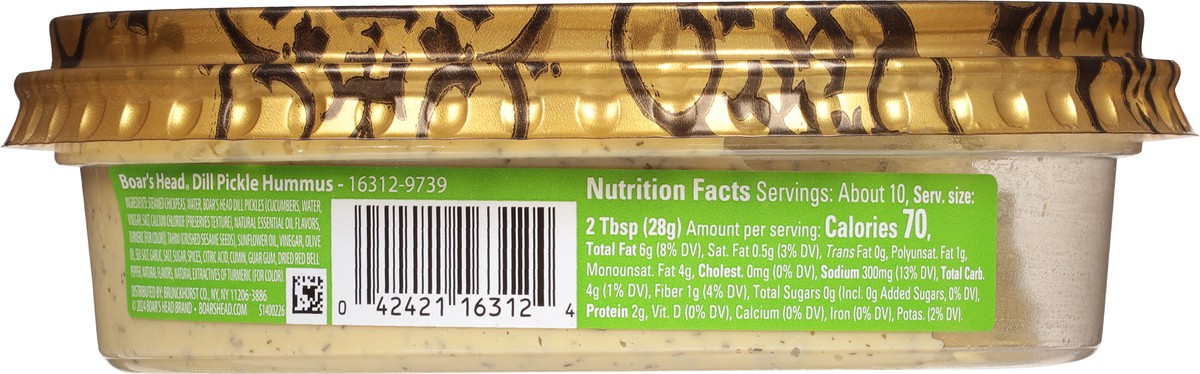 Boar's Head® Dill Pickle Hummus - 16312-9739
INGREDIENTS: STEAMED CHICKPEAS, WATER, BOAR'S HEAD DILL PICKLES (CUCUMBERS, WATER,
VINEGAR, SALT, CALCIUM CHLORIDE (PRESERVES TEXTURE), NATURAL ESSENTIAL OIL FLAVORS,
TURMERIC [FOR COLOR]), TAHINI (CRUSHED SESAME SEEDS), SUNFLOWER OIL, VINEGAR, OLIVE
OIL, SEA SALT, GARLIC, SALT, SUGAR, SPICES, CITRIC ACID, CUMIN, GUAR GUM, DRIED RED BELL
PEPPER, NATURAL FLAVORS, NATURAL EXTRACTIVES OF TURMERIC (FOR COLOR).
DISTRIBUTED BY: BRUNCKHORST CO., NY, NY 11206-3886
© 2024 BOAR'S HEAD BRAND • BOARSHEAD.COM 51400226
0 42421 16312 4
Nutrition Facts Servings: About 10, Serv. size:
2 Tbsp (28g) Amount per serving: Calories 70,
Total Fat 6g (8% DV), Sat. Fat 0.5g (3% DV), Trans Fat 0g, Polyunsat. Fat 1g,
Monounsat. Fat 4g, Cholest. 0mg (0% DV), Sodium 300mg (13% DV), Total Carb.
4g (1% DV), Fiber 1g (4% DV), Total Sugars 0g (Incl. 0g Added Sugars, 0% DV),
Protein 2g, Vit. D (0% DV), Calcium (0% DV), Iron (0% DV), Potas. (2% DV).